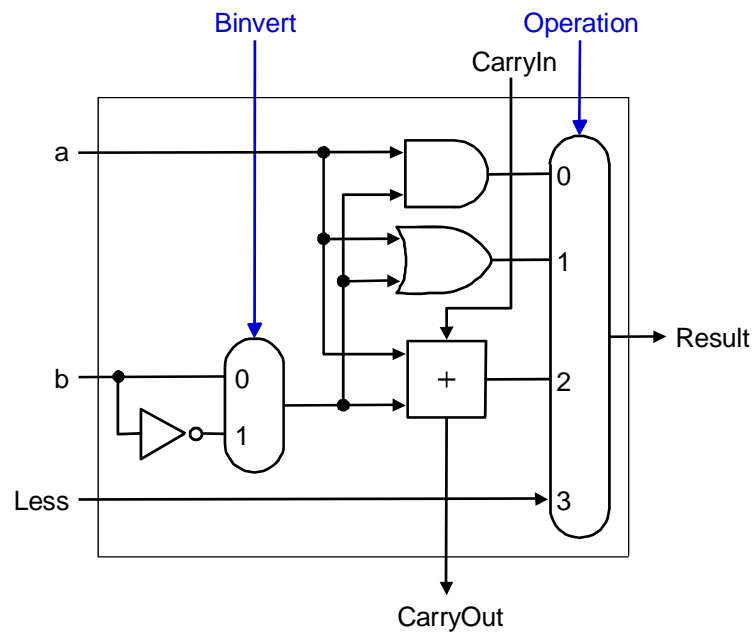 Binvert
Operation
CarryIn
a
0
1
Result
b
0
+
2
1
Less
3
CarryOut